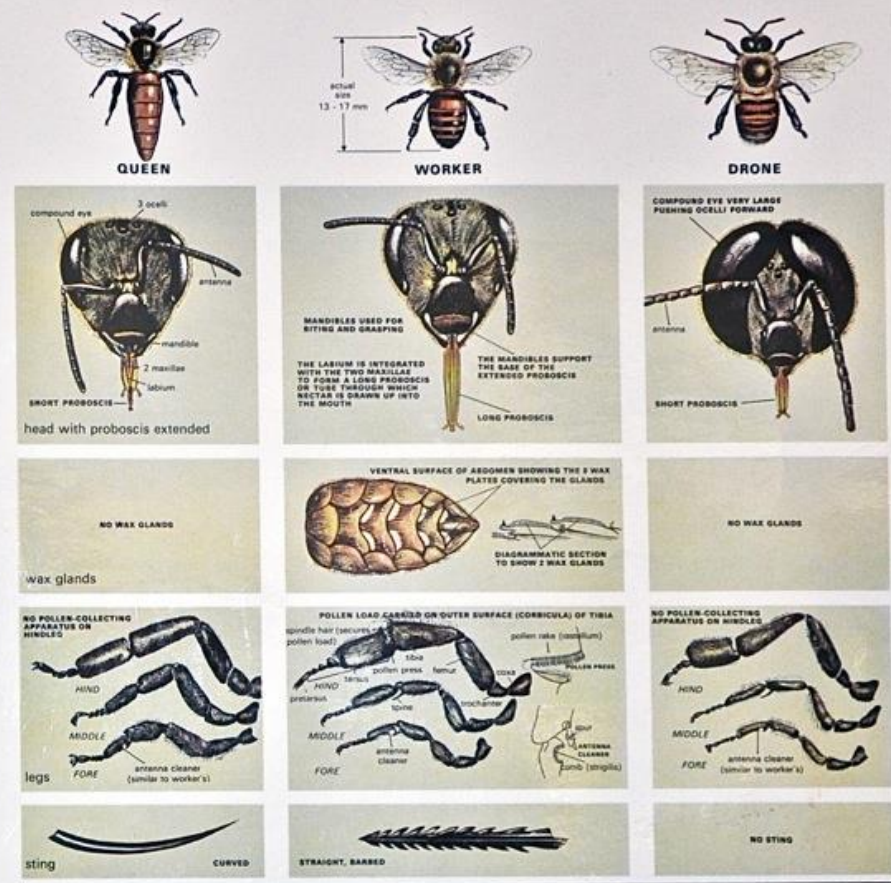 actual
size
13 - 17 mm
QUEEN
WORKER
DRONE
compound eye
3 ocelli
antenna
mandible
2 maxillae
labium
SHORT PROBOSCIS
head with proboscis extended
MANDIBLES USED FOR
BITING AND GRASPING
THE LABIUM IS INTEGRATED
WITH THE TWO MAXILLAE
TO FORM A LONG PROBOSCIS
OR TUBE THROUGH WHICH
NECTAR IS DRAWN UP INTO
THE MOUTH
THE MANDIBLES SUPPORT
THE BASE OF THE
EXTENDED PROBOSCIS
LONG PROBOSCIS
COMPOUND EYE VERY LARGE
PUSHING OCELLI FORWARD
antenna
SHORT PROBOSCIS
NO WAX GLANDS
wax glands
VENTRAL SURFACE OF ABDOMEN SHOWING THE 8 WAX
PLATES COVERING THE GLANDS
DIAGRAMMATIC SECTION
TO SHOW 2 WAX GLANDS
NO WAX GLANDS
NO POLLEN-COLLECTING
APPARATUS ON
HINDLEG
HIND
MIDDLE
FORE
antenna cleaner
(similar to worker's)
legs
POLLEN LOAD CARRIED ON OUTER SURFACE (CORBICULA) OF TIBIA
spindle hair (secures
pollen load)
tibia
pollen press
femur
tarsus
HIND
pretarsus
coxa
trochanter
spine
MIDDLE
antenna
cleaner
FORE
pollen rake (rastellum)
POLLEN PRESS
spur
ANTENNA
CLEANER
comb (strigilis)
NO POLLEN-COLLECTING
APPARATUS ON HINDLEG
HIND
MIDDLE
FORE
antenna cleaner
(similar to worker's)
sting
CURVED
STRAIGHT, BARBED
NO STING